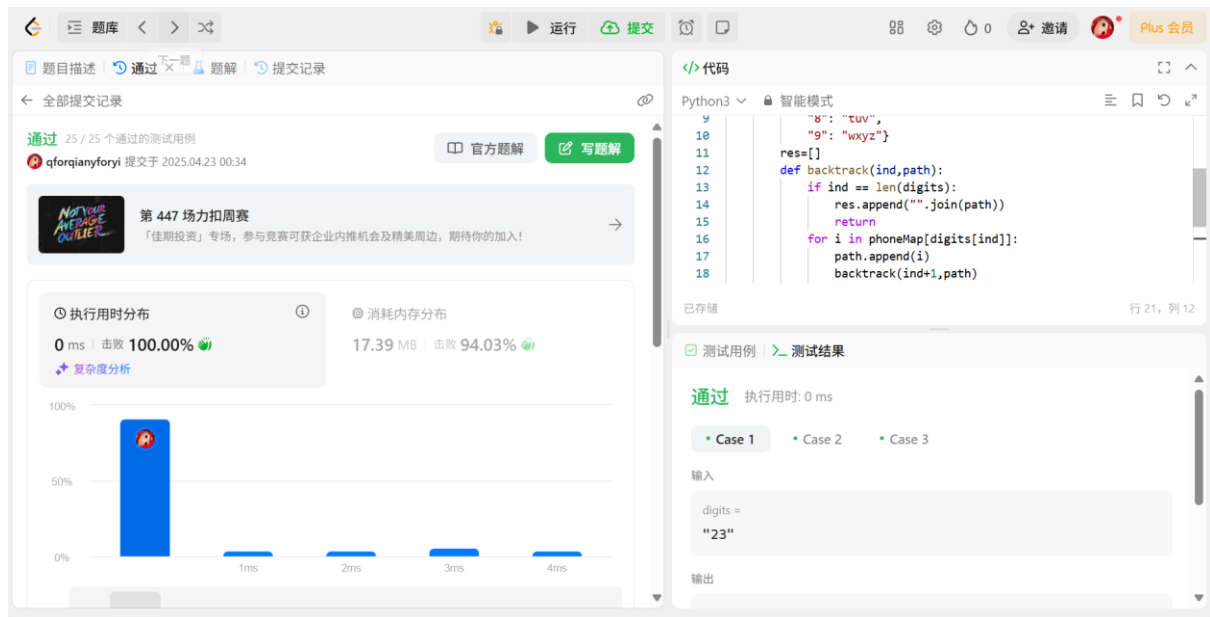 题库
运行
提交
0
邀请
Plus 会员
题目描述
通过
下一题
题解
提交记录
全部提交记录
通过 25 / 25 个通过的测试用例
qforqianyforyi 提交于 2025.04.23 00:34
官方题解
写题解
NOT YOUR
AVERAGE
OUTLIER
第 447 场力扣周赛
「佳期投资」专场，参与竞赛可获企业内推机会及精美周边，期待你的加入！
执行用时分布
0 ms 击败 100.00%
复杂度分析
消耗内存分布
17.39 MB 击败 94.03%
100%
50%
0%
1ms
2ms
3ms
4ms
代码
Python3 智能模式
9 "8": "tuv",
10 "9": "wxyz"}
11 res=[]
12 def backtrack(ind,path):
13 if ind == len(digits):
14 res.append("".join(path))
15 return
16 for i in phoneMap[digits[ind]]:
17 path.append(i)
18 backtrack(ind+1,path)
已存储
行 21，列 12
测试用例
测试结果
通过 执行用时: 0 ms
Case 1
Case 2
Case 3
输入
digits =
"23"
输出